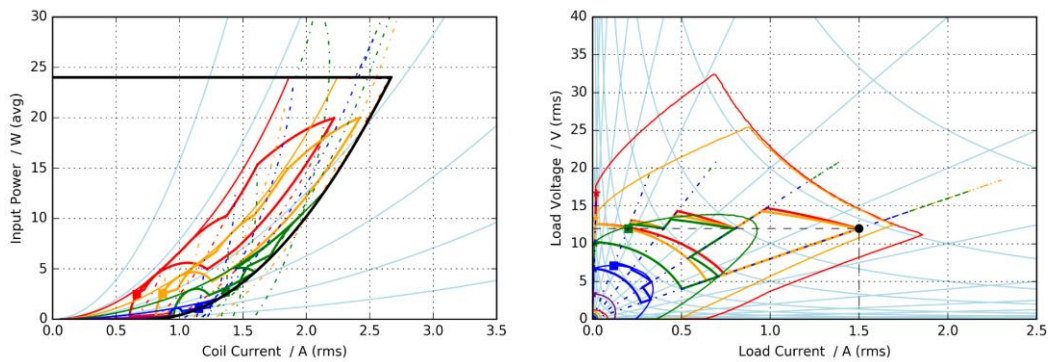 30
25
20
15
10
5
0
0.0 0.5 1.0 1.5 2.0 2.5 3.0 3.5
Input Power / W (avg)
Coil Current / A (rms)
40
35
30
25
20
15
10
5
0
0.0 0.5 1.0 1.5 2.0 2.5
Load Voltage / V (rms)
Load Current / A (rms)